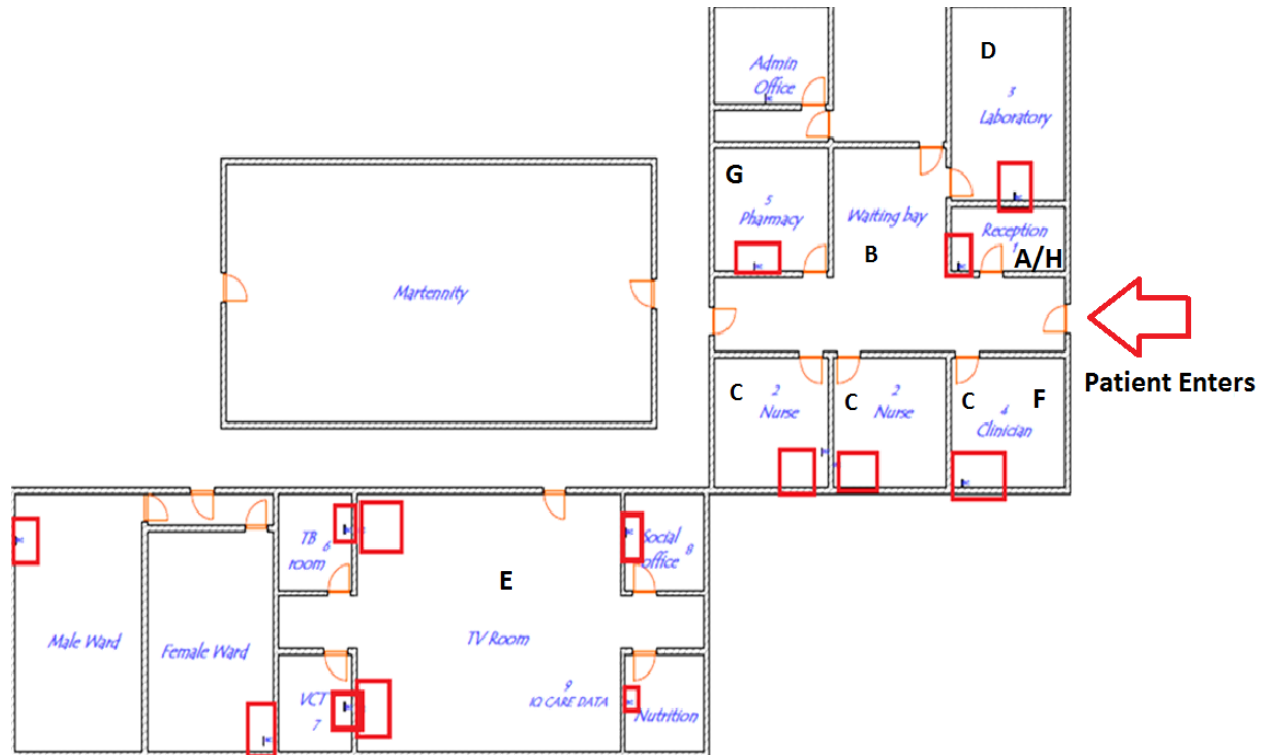 Admin
Office
D
3
Laboratory
G
5
Pharmacy
Waiting bay
B
Reception
1
A/H
Martennity
Patient Enters
C
2
Nurse
C
2
Nurse
C
F
4
Clinician
TB
6
room
E
Social
office
8
Male Ward
Female Ward
TV Room
VCT
7
9
IQ CARE DATA
Nutrition